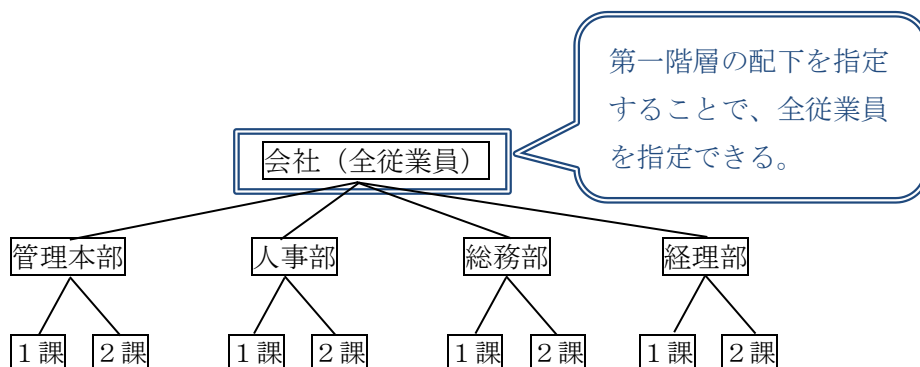 第一階層の配下を指定
することで、全従業員
を指定できる。
会社（全従業員）
管理本部 人事部 総務部 経理部
１課 ２課 １課 ２課 １課 ２課 １課 ２課